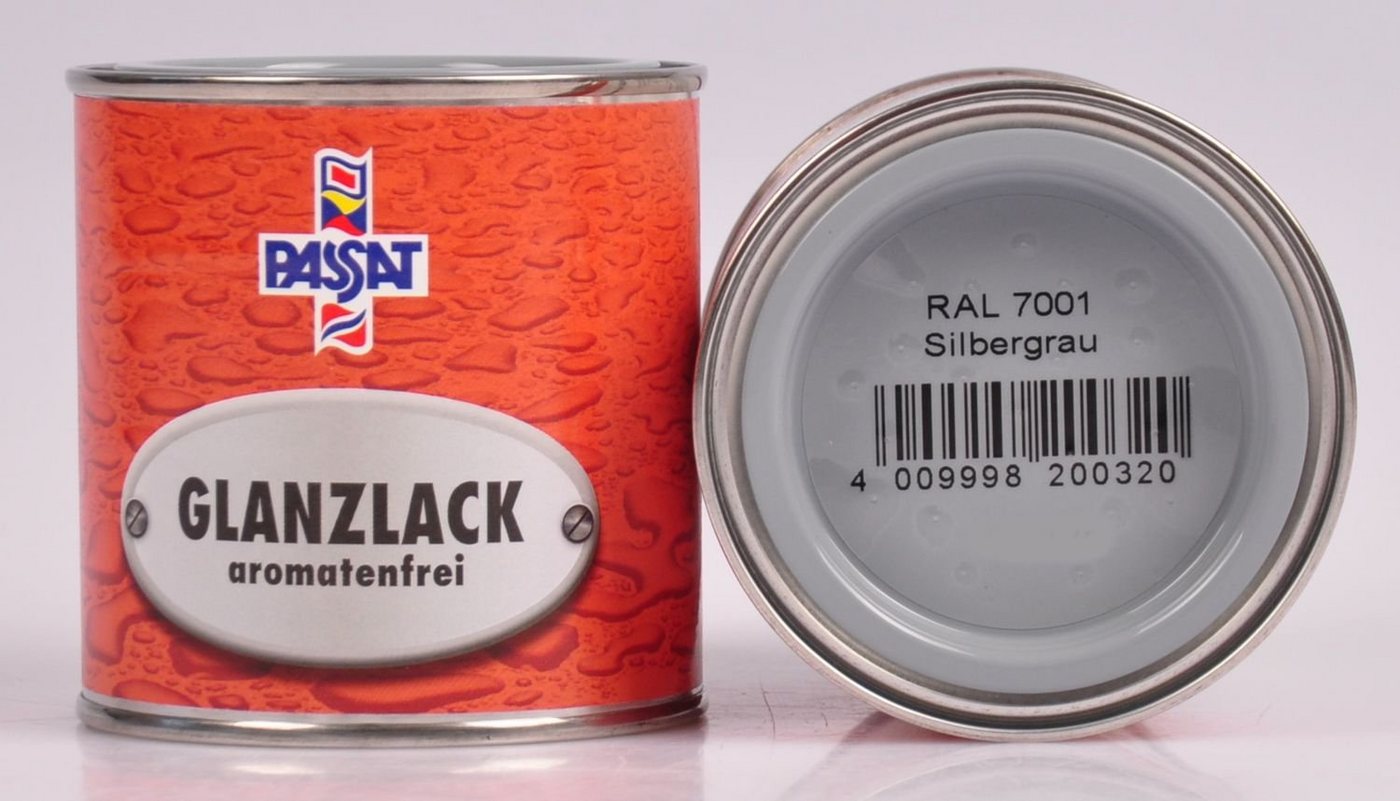 PASSAT
GLANZLACK
aromatenfrei
RAL 7001
Silbergrau
4 009998 200320